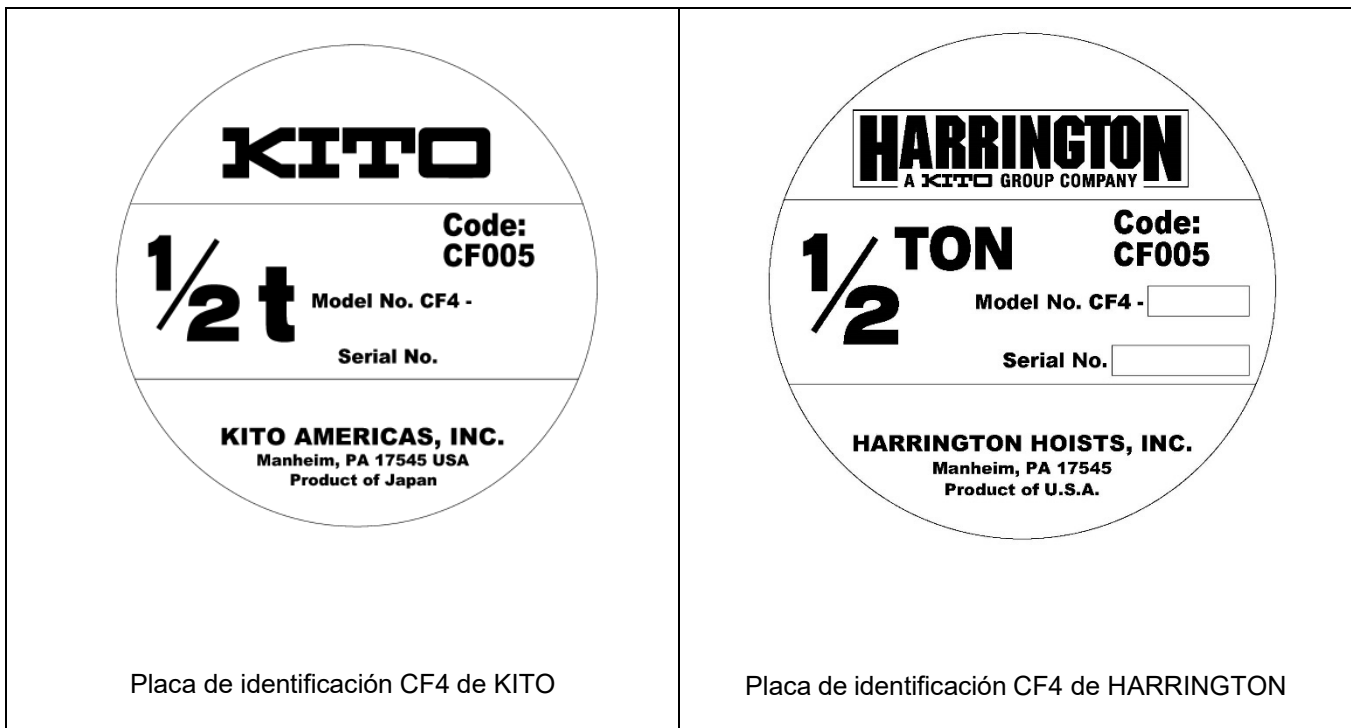 KITO
1/2 t
Code:
CF005
Model No. CF4 -
Serial No.
KITO AMERICAS, INC.
Manheim, PA 17545 USA
Product of Japan
Placa de identificación CF4 de KITO
HARRINGTON
A KITO GROUP COMPANY
1/2 TON
Code:
CF005
Model No. CF4 -
Serial No.
HARRINGTON HOISTS, INC.
Manheim, PA 17545
Product of U.S.A.
Placa de identificación CF4 de HARRINGTON